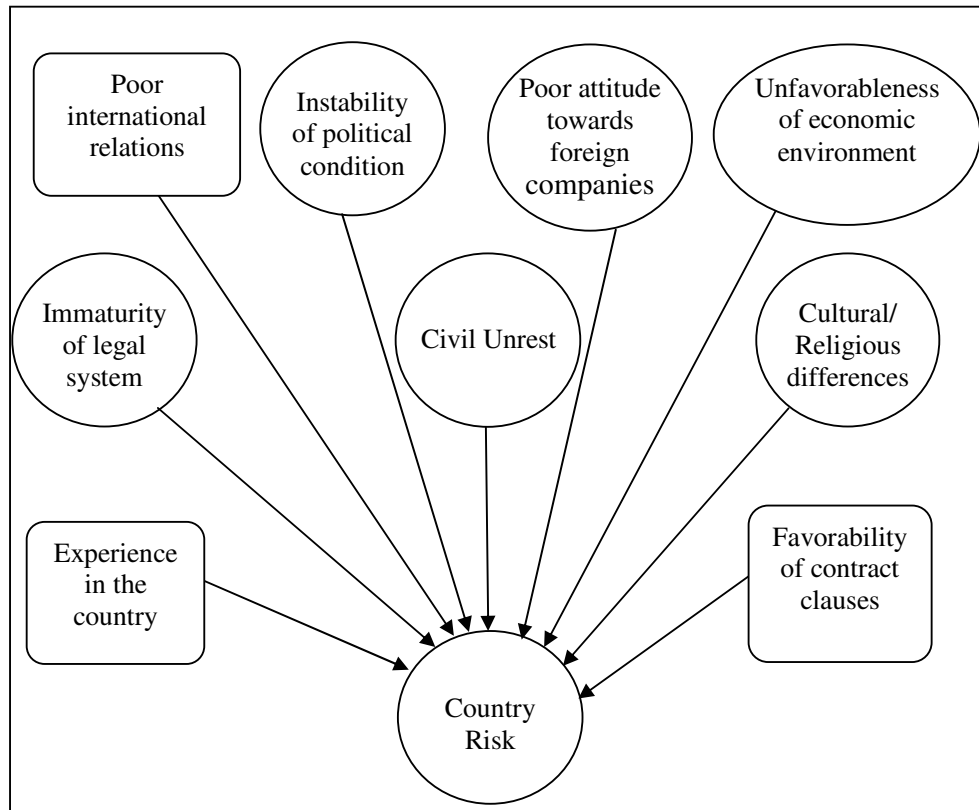 Poor
international
relations
Instability
of political
condition
Poor attitude
towards
foreign
companies
Unfavorableness
of economic
environment
Immaturity
of legal
system
Civil Unrest
Cultural/
Religious
differences
Experience
in the
country
Favorability
of contract
clauses
Country
Risk